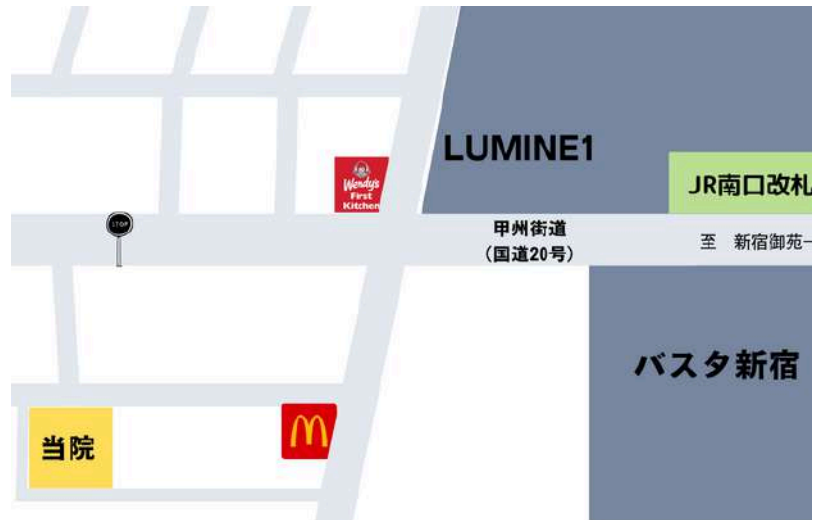 LUMINE1
JR南口改札
Wendy's
First
Kitchen
STOP
甲州街道
(国道20号)
至 新宿御苑
バスタ新宿
当院